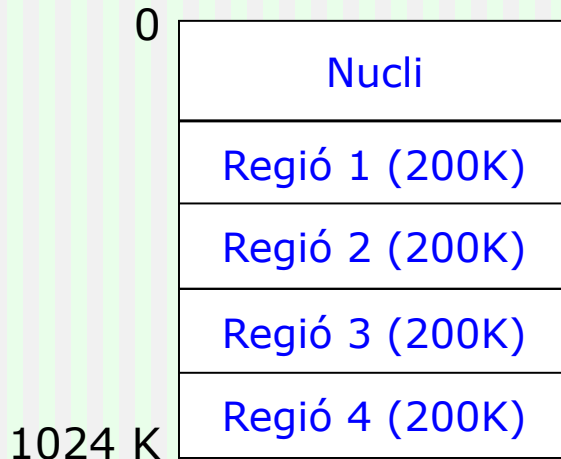 0
Nucli
Regió 1 (200K)
Regió 2 (200K)
Regió 3 (200K)
Regió 4 (200K)
1024 K